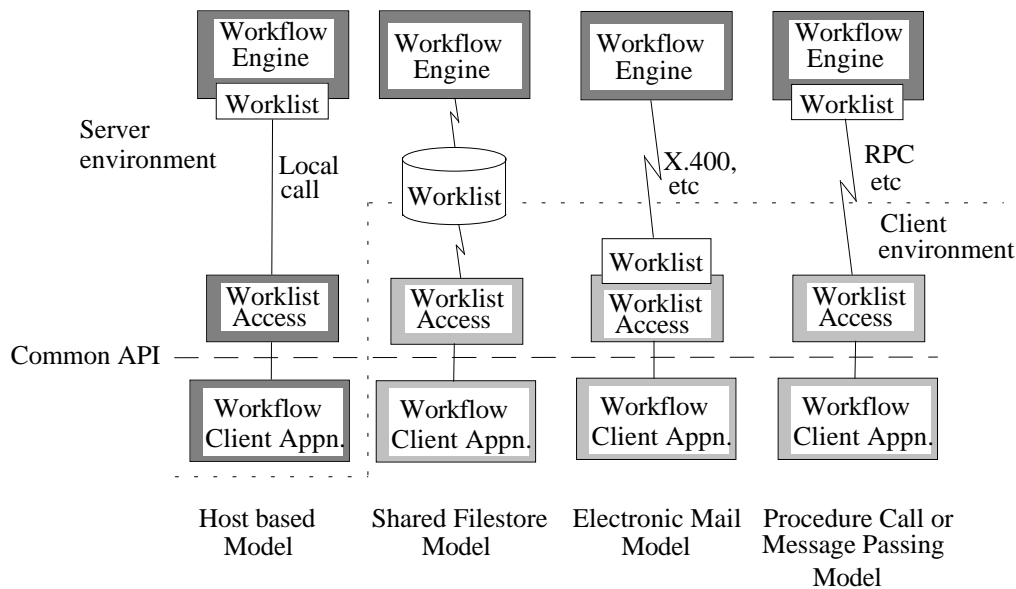 Workflow
Engine
Worklist
Workflow
Engine
Workflow
Engine
Workflow
Engine
Worklist
Server
environment
Local
call
Worklist
X.400,
etc
RPC
etc
Client
environment
Worklist
Worklist
Access
Worklist
Access
Worklist
Access
Worklist
Access
Common API
Workflow
Client Appn.
Workflow
Client Appn.
Workflow
Client Appn.
Workflow
Client Appn.
Host based
Model
Shared Filestore
Model
Electronic Mail
Model
Procedure Call or
Message Passing
Model